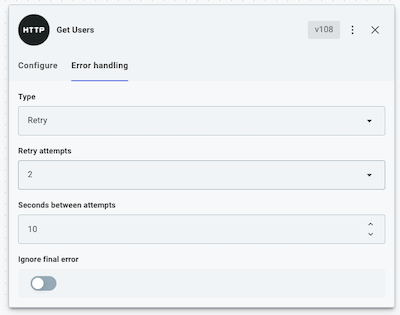 HTTP
Get Users
v108
Configure
Error handling
Type
Retry
Retry attempts
2
Seconds between attempts
10
Ignore final error